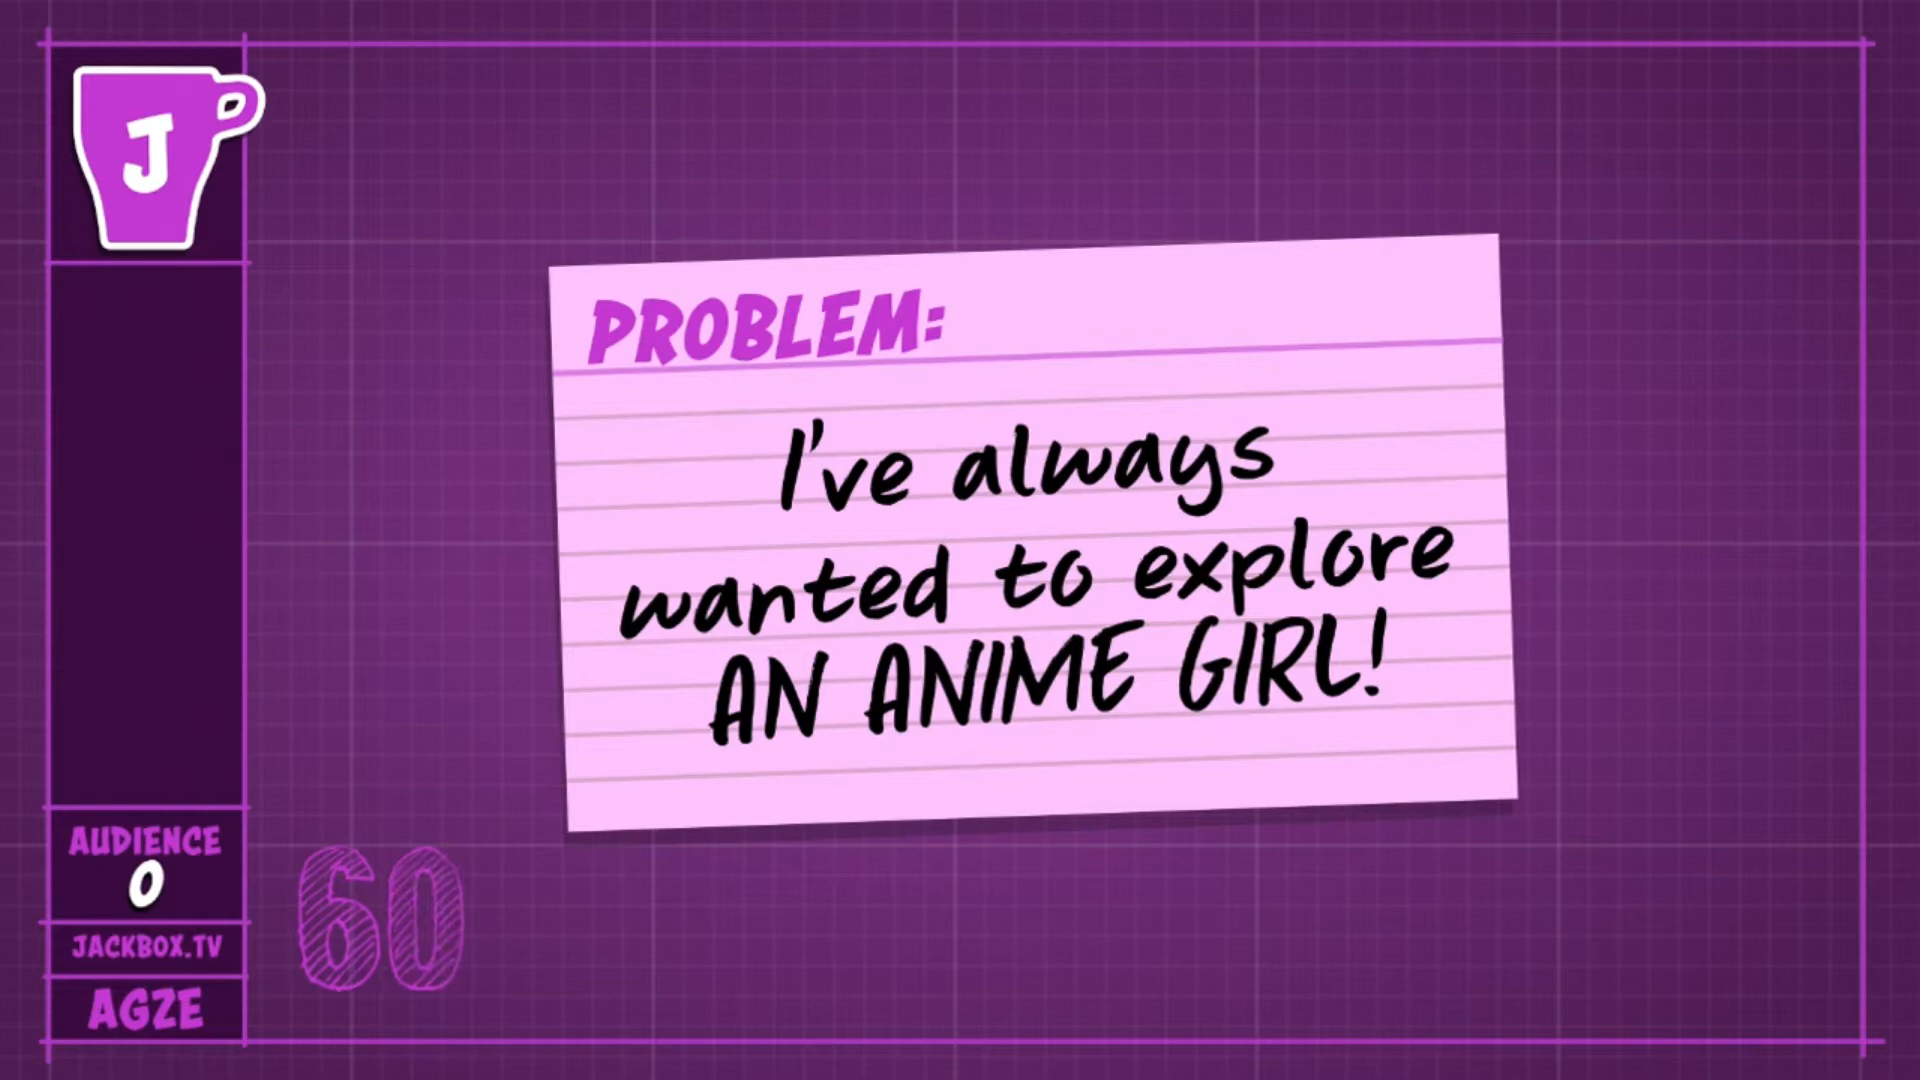 J
PROBLEM:
I've always
wanted to explore
AN ANIME GIRL!
AUDIENCE
0
JACKBOX.TV
AGZE
60